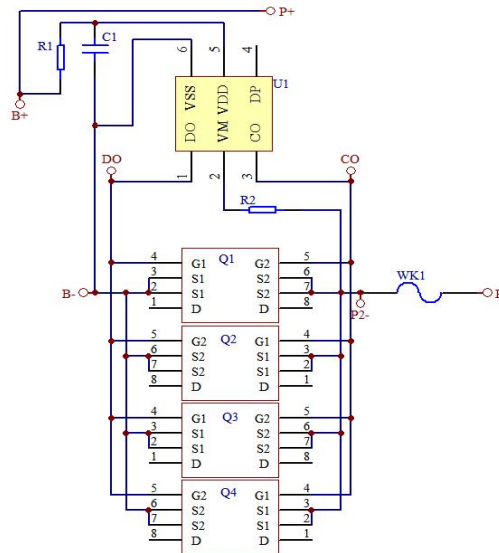 P+
R1
C1
6
5
4
U1
B+
VSS
VDD
DP
DO
VM
CO
DO
CO
1
2
3
R2
Q1
4 G1 G2 5
3 S1 S2 6
2 S1 S2 7
1 D D 8
B-
WK1
P2-
Q2
5 G2 G1 4
6 S2 S1 3
7 S2 S1 2
8 D D 1
Q3
4 G1 G2 5
3 S1 S2 6
2 S1 S2 7
1 D D 8
Q4
5 G2 G1 4
6 S2 S1 3
7 S2 S1 2
8 D D 1